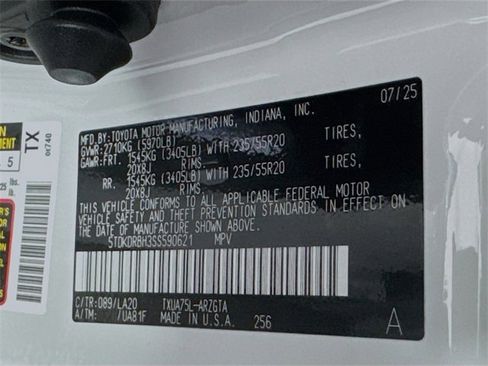 07/25
MFD.BY: TOYOTA MOTOR MANUFACTURING, INDIANA, INC.
GVWR: 2710KG (5970LB)
GAWR: FRT. 1545KG (3405LB) WITH 235/55R20 TIRES,
20X8J RIMS
RR. 1545KG (3405LB) WITH 235/55R20 TIRES,
20X8J RIMS
THIS VEHICLE CONFORMS TO ALL APPLICABLE FEDERAL MOTOR
VEHICLE SAFETY AND THEFT PREVENTION STANDARDS IN EFFECT ON
THE DATE OF MANUFACTURE SHOWN ABOVE.
5TDKDRBH3SS590621 MPV
C/TR: 089/LA20 TXUA75L-ARZGTA
A/TM: /UA81F MADE IN U.S.A. 256 A
TX
5
lbs.